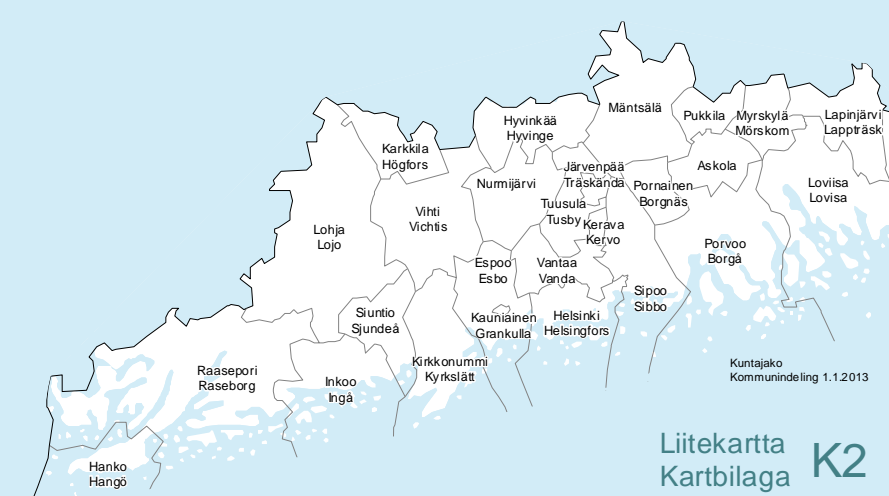 Mäntsälä
Hyvinkää
Hyvinge
Pukkila
Myrskylä
Mörskom
Lapinjärvi
Lappträsk
Karkkila
Högfors
Järvenpää
Träskända
Askola
Nurmijärvi
Pornainen
Borgnäs
Loviisa
Lovisa
Vihti
Vichtis
Tuusula
Tusby
Kerava
Kervo
Lohja
Lojo
Porvoo
Borgå
Espoo
Esbo
Vantaa
Vanda
Sipoo
Sibbo
Siuntio
Sjundeå
Kauniainen
Grankulla
Helsinki
Helsingfors
Kirkkonummi
Kyrkslätt
Raasepori
Raseborg
Inkoo
Ingå
Kuntajako
Kommunindeling 1.1.2013
Hanko
Hangö
Liitekartta
Kartbilaga
K2